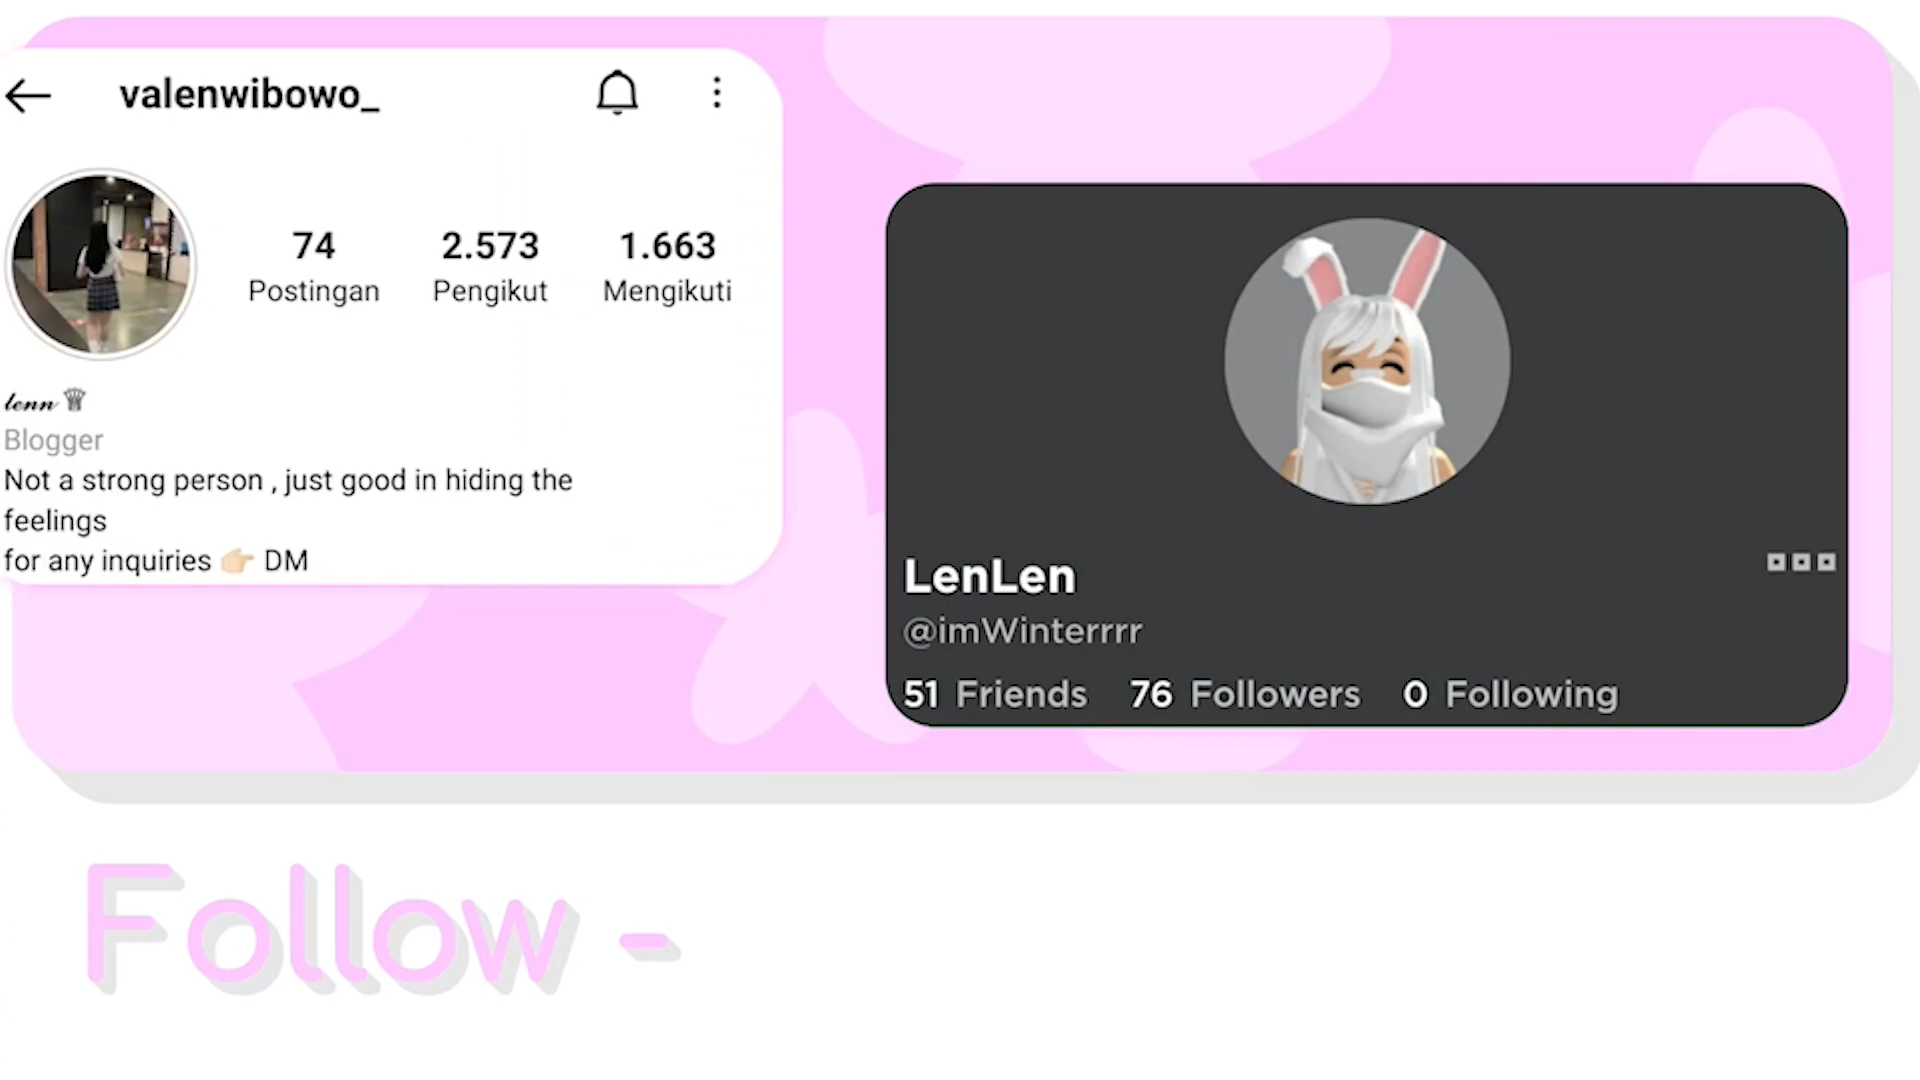 valenwibowo_
74 2.573 1.663
Postingan Pengikut Mengikuti
lenn ♛
Blogger
Not a strong person , just good in hiding the
feelings
for any inquiries 👉🏻 DM
LenLen
@imWinterrrr
51 Friends 76 Followers 0 Following
Follow -